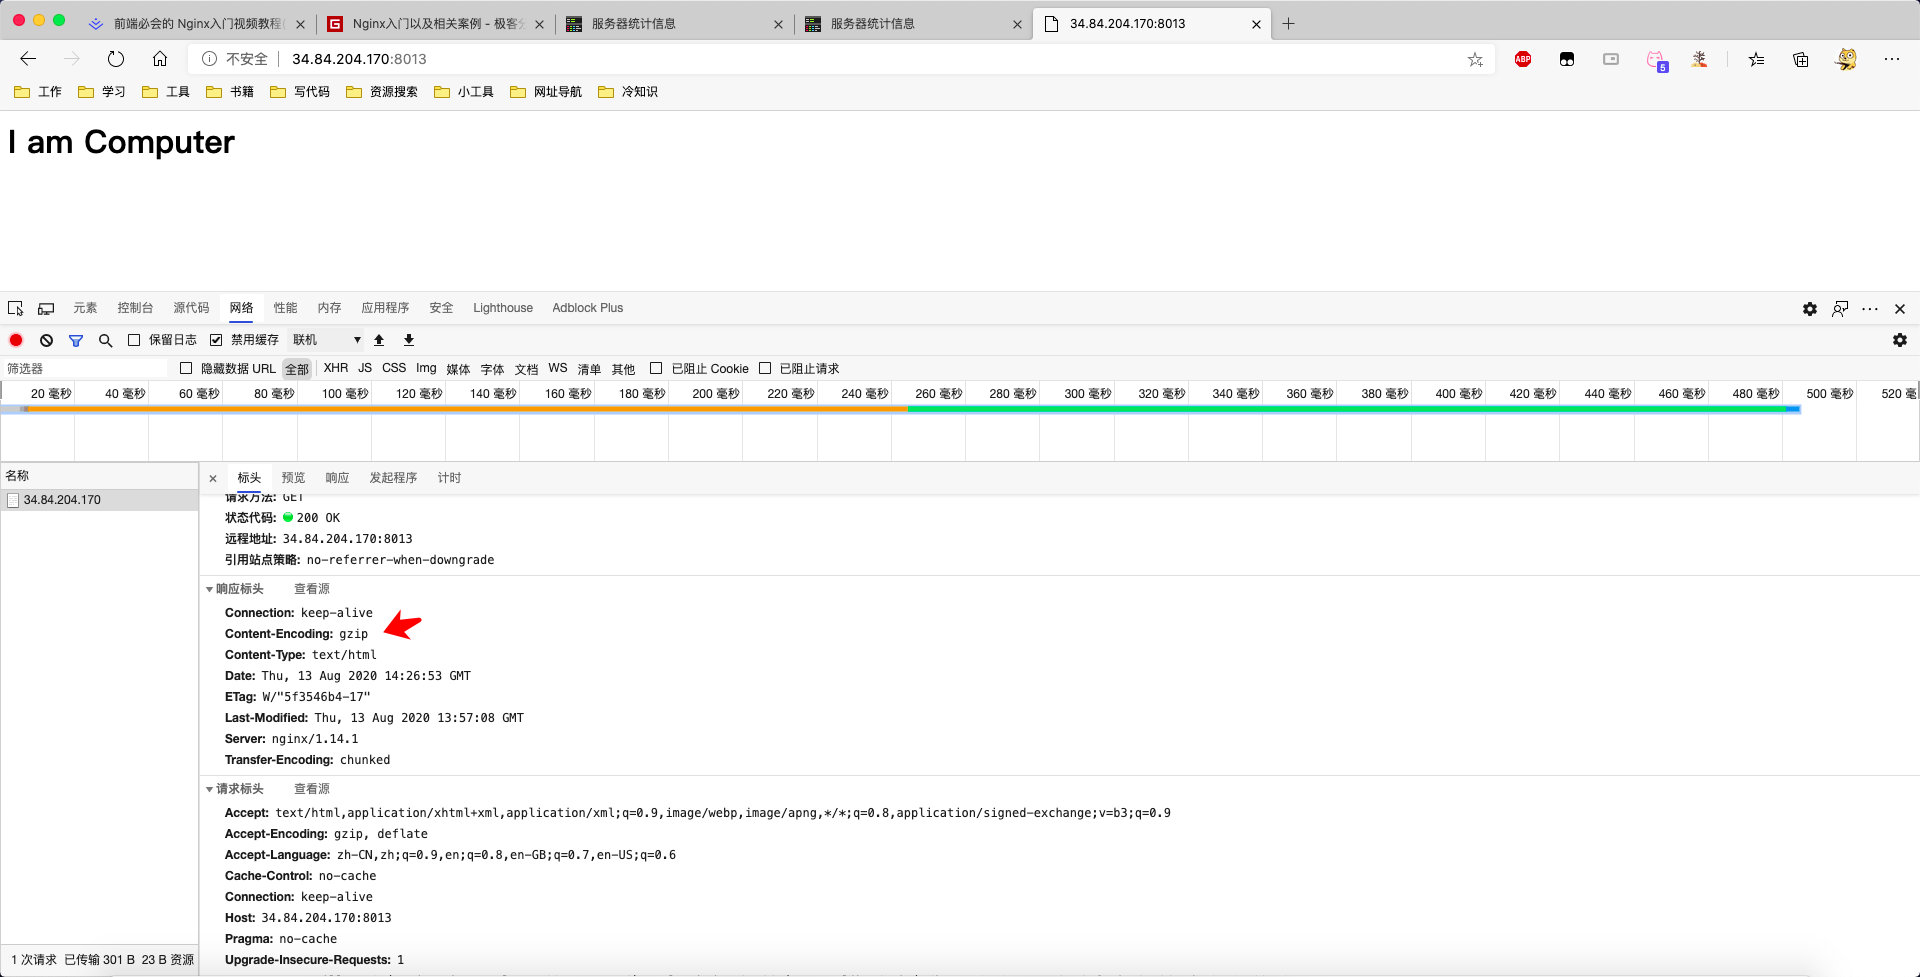 前端必会的 Nginx入门视频教程(
Nginx入门以及相关案例 - 极客分
服务器统计信息
服务器统计信息
34.84.204.170:8013
不安全 34.84.204.170:8013
ABP
5
工作 学习 工具 书籍 写代码 资源搜索 小工具 网址导航 冷知识
I am Computer
元素 控制台 源代码 网络 性能 内存 应用程序 安全 Lighthouse Adblock Plus
保留日志 禁用缓存 联机
筛选器 隐藏数据 URL 全部 XHR JS CSS Img 媒体 字体 文档 WS 清单 其他 已阻止 Cookie 已阻止请求
20 毫秒 40 毫秒 60 毫秒 80 毫秒 100 毫秒 120 毫秒 140 毫秒 160 毫秒 180 毫秒 200 毫秒 220 毫秒 240 毫秒 260 毫秒 280 毫秒 300 毫秒 320 毫秒 340 毫秒 360 毫秒 380 毫秒 400 毫秒 420 毫秒 440 毫秒 460 毫秒 480 毫秒 500 毫秒 520 毫
名称
34.84.204.170
标头 预览 响应 发起程序 计时
请求方法: GET
状态代码: 200 OK
远程地址: 34.84.204.170:8013
引用站点策略: no-referrer-when-downgrade
响应标头 查看源
Connection: keep-alive
Content-Encoding: gzip
Content-Type: text/html
Date: Thu, 13 Aug 2020 14:26:53 GMT
ETag: W/"5f3546b4-17"
Last-Modified: Thu, 13 Aug 2020 13:57:08 GMT
Server: nginx/1.14.1
Transfer-Encoding: chunked
请求标头 查看源
Accept: text/html,application/xhtml+xml,application/xml;q=0.9,image/webp,image/apng,*/*;q=0.8,application/signed-exchange;v=b3;q=0.9
Accept-Encoding: gzip, deflate
Accept-Language: zh-CN,zh;q=0.9,en;q=0.8,en-GB;q=0.7,en-US;q=0.6
Cache-Control: no-cache
Connection: keep-alive
Host: 34.84.204.170:8013
Pragma: no-cache
Upgrade-Insecure-Requests: 1
1 次请求 已传输 301 B 23 B 资源